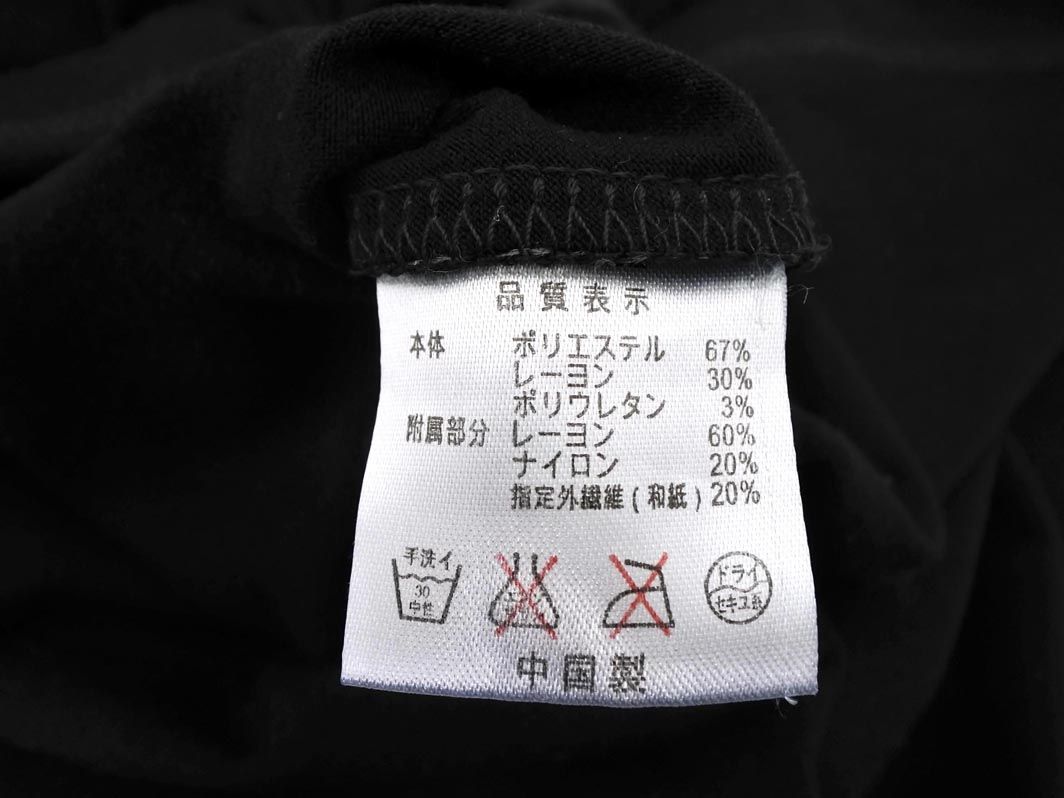 品質表示
本体 ポリエステル 67%
レーヨン 30%
ポリウレタン 3%
附属部分 レーヨン 60%
ナイロン 20%
指定外繊維(和紙) 20%
手洗イ
30
中性
ドライ
セキユ系
中国製